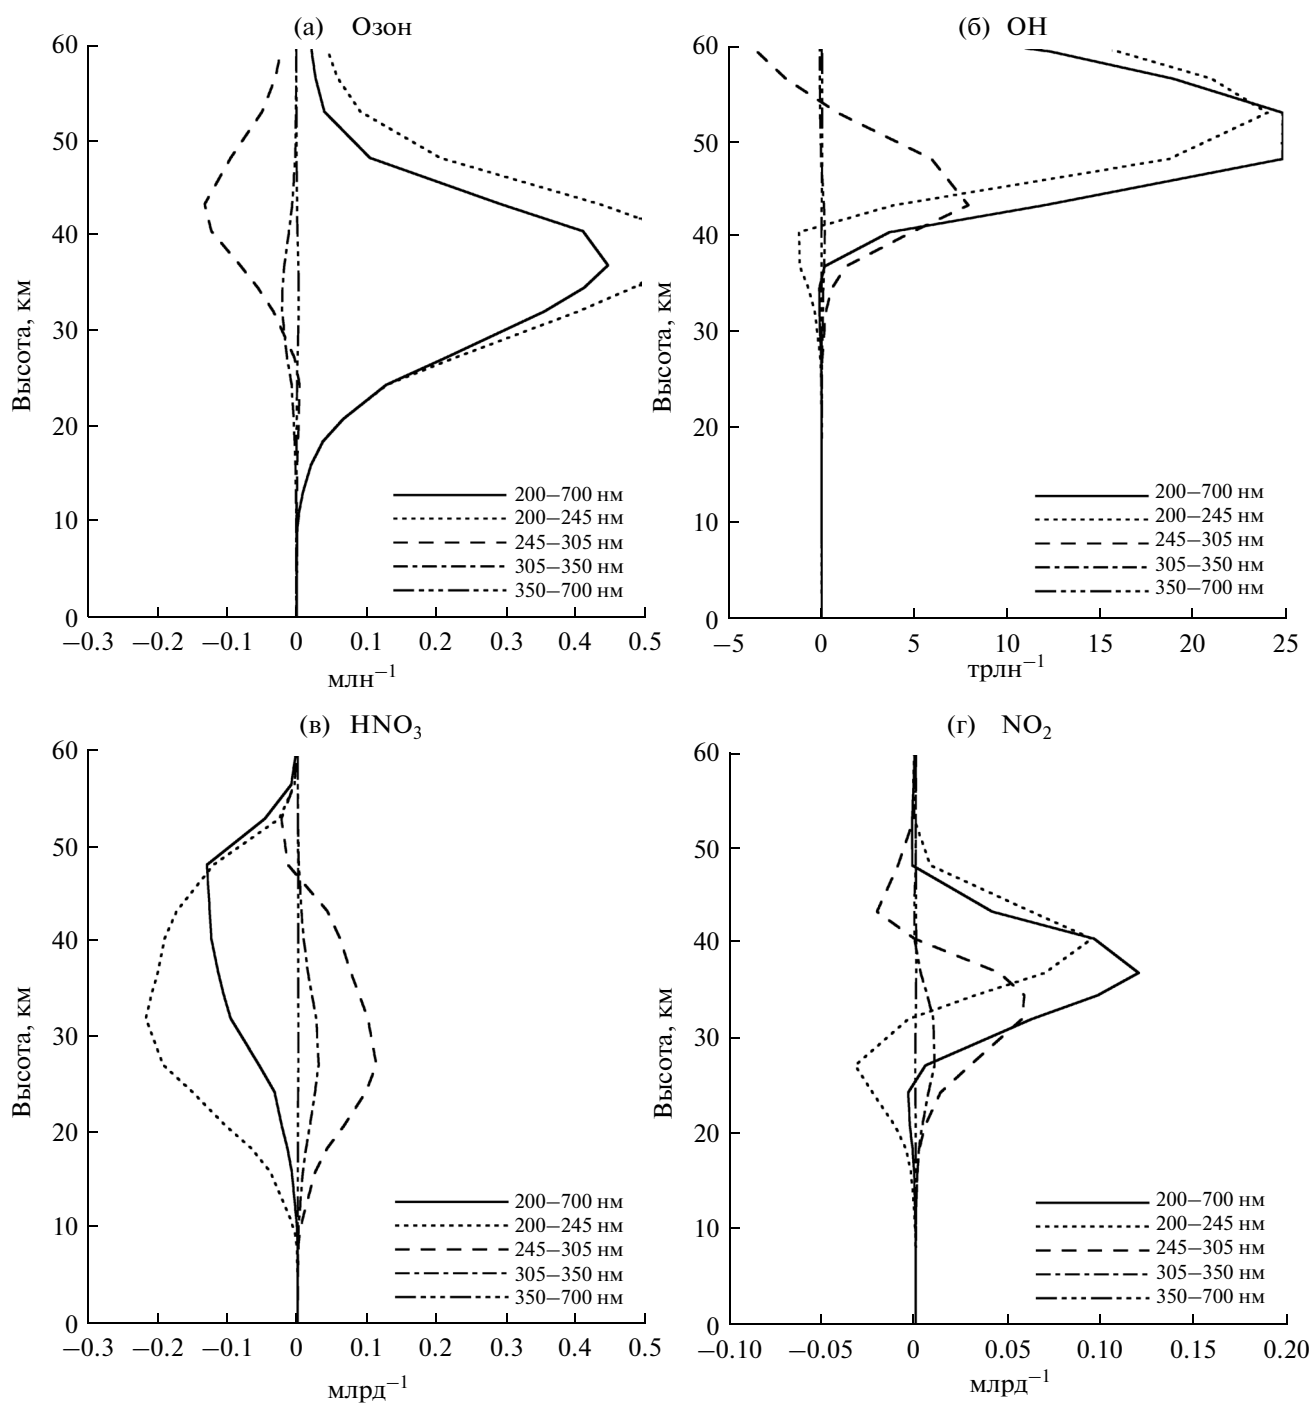 (а) Озон
60
50
40
30
20
10
0
Высота, км
200–700 нм
200–245 нм
245–305 нм
305–350 нм
350–700 нм
−0.3 −0.2 −0.1 0 0.1 0.2 0.3 0.4 0.5
млн⁻¹
(б) OH
60
50
40
30
20
10
0
Высота, км
200–700 нм
200–245 нм
245–305 нм
305–350 нм
350–700 нм
−5 0 5 10 15 20 25
трлн⁻¹
(в) HNO₃
60
50
40
30
20
10
0
Высота, км
200–700 нм
200–245 нм
245–305 нм
305–350 нм
350–700 нм
−0.3 −0.2 −0.1 0 0.1 0.2 0.3 0.4 0.5
млрд⁻¹
(г) NO₂
60
50
40
30
20
10
0
Высота, км
200–700 нм
200–245 нм
245–305 нм
305–350 нм
350–700 нм
−0.10 −0.05 0 0.05 0.10 0.15 0.20
млрд⁻¹